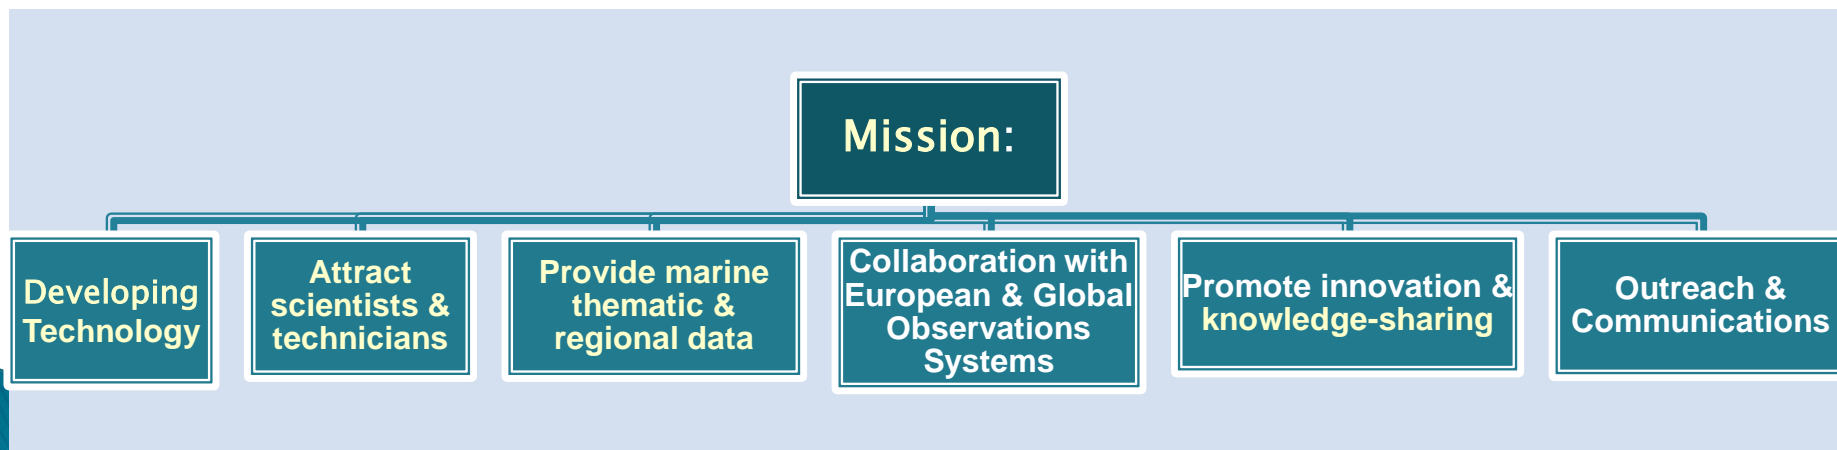 Mission:
Developing
Technology
Attract
scientists &
technicians
Provide marine
thematic &
regional data
Collaboration with
European & Global
Observations
Systems
Promote innovation &
knowledge-sharing
Outreach &
Communications